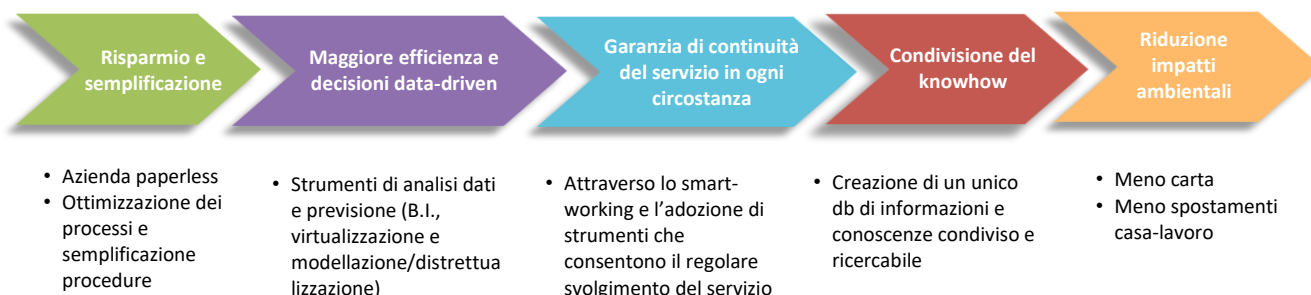 Risparmio e
semplificazione
Maggiore efficienza e
decisioni data-driven
Garanzia di continuità
del servizio in ogni
circostanza
Condivisione del
knowhow
Riduzione
impatti
ambientali
• Azienda paperless
• Ottimizzazione dei
processi e
semplificazione
procedure
• Strumenti di analisi dati
e previsione (B.I.,
virtualizzazione e
modellazione/distrettua
lizzazione)
• Attraverso lo smart-
working e l'adozione di
strumenti che
consentono il regolare
svolgimento del servizio
• Creazione di un unico
db di informazioni e
conoscenze condiviso e
ricercabile
• Meno carta
• Meno spostamenti
casa-lavoro